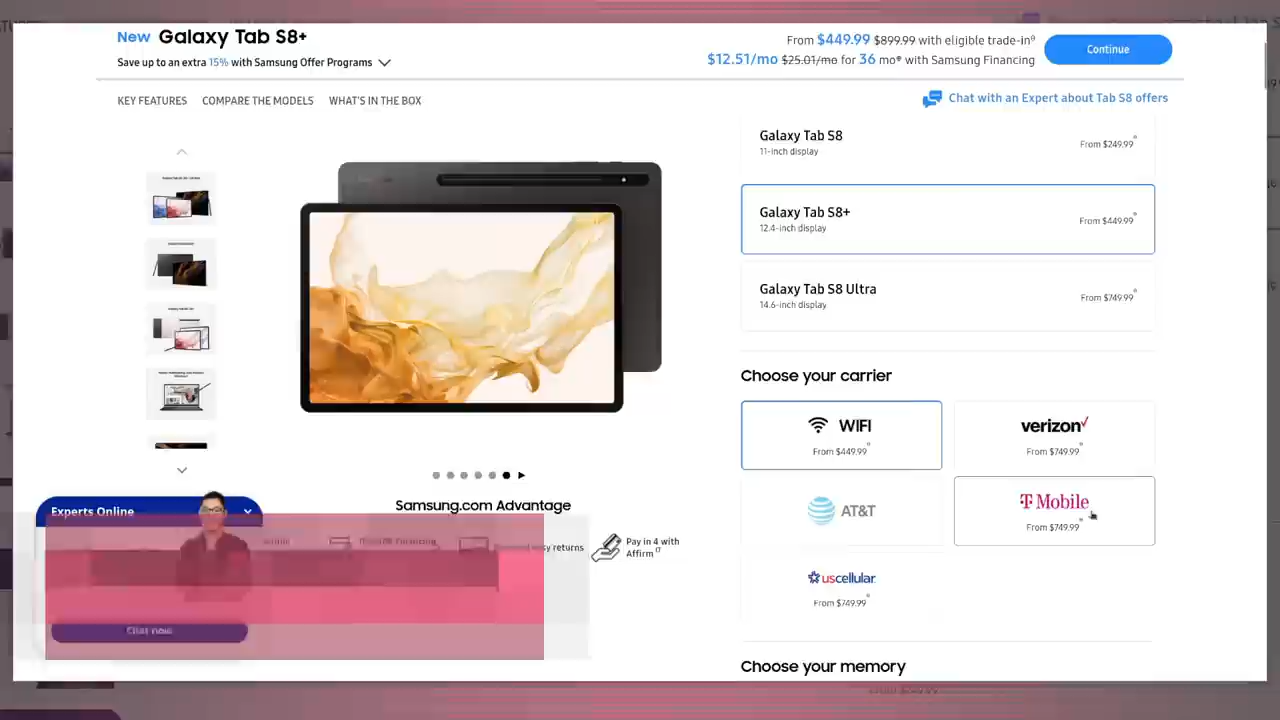 New Galaxy Tab S8+
Save up to an extra 15% with Samsung Offer Programs
From $449.99 $899.99 with eligible trade-in
$12.51/mo $25.01/mo for 36 mo with Samsung Financing
Continue
KEY FEATURES COMPARE THE MODELS WHAT'S IN THE BOX
Chat with an Expert about Tab S8 offers
Galaxy Tab S8
11-inch display
From $249.99
Galaxy Tab S8+
12.4-inch display
From $449.99
Galaxy Tab S8 Ultra
14.6-inch display
From $749.99
Choose your carrier
WIFI
From $449.99
verizon
From $749.99
AT&T
T Mobile
From $749.99
uscellular
From $749.99
Choose your memory
Samsung.com Advantage
easy returns
Pay in 4 with
Affirm
Experts Online
Chat now